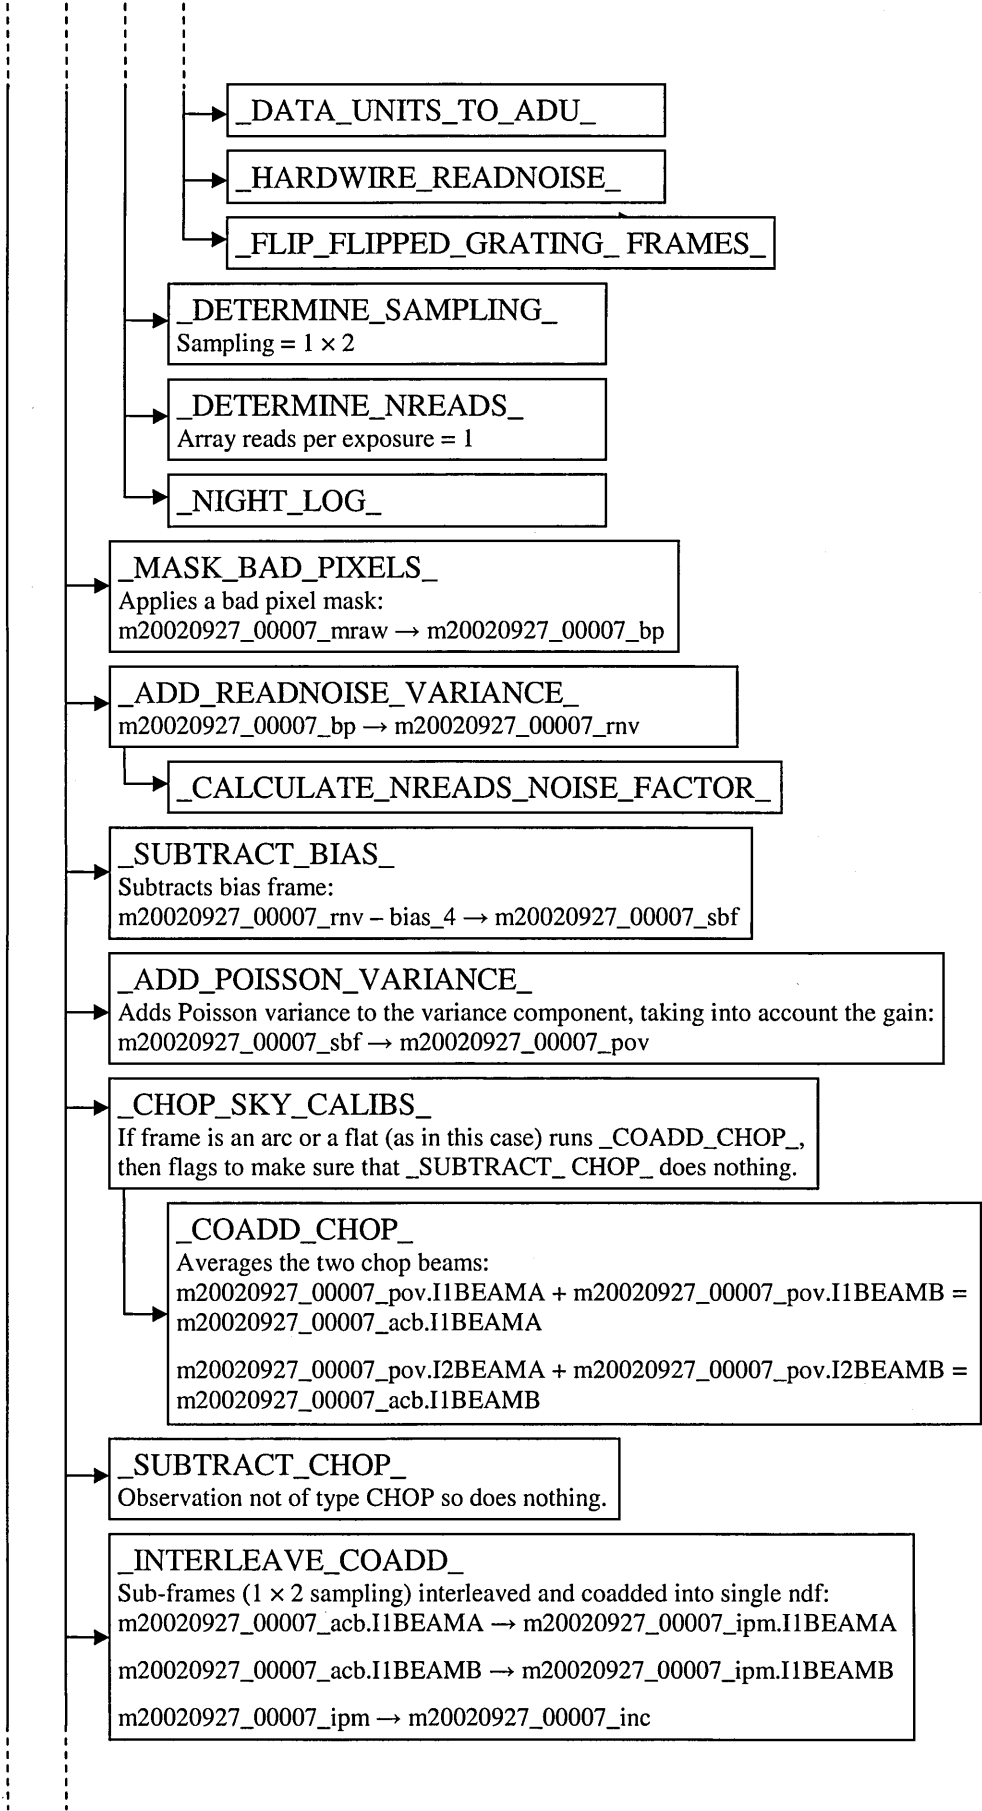 _DATA_UNITS_TO_ADU_
_HARDWIRE_READNOISE_
_FLIP_FLIPPED_GRATING_ FRAMES_
_DETERMINE_SAMPLING_
Sampling = 1 × 2
_DETERMINE_NREADS_
Array reads per exposure = 1
_NIGHT_LOG_
_MASK_BAD_PIXELS_
Applies a bad pixel mask:
m20020927_00007_mraw → m20020927_00007_bp
_ADD_READNOISE_VARIANCE_
m20020927_00007_bp → m20020927_00007_rnv
_CALCULATE_NREADS_NOISE_FACTOR_
_SUBTRACT_BIAS_
Subtracts bias frame:
m20020927_00007_rnv – bias_4 → m20020927_00007_sbf
_ADD_POISSON_VARIANCE_
Adds Poisson variance to the variance component, taking into account the gain:
m20020927_00007_sbf → m20020927_00007_pov
_CHOP_SKY_CALIBS_
If frame is an arc or a flat (as in this case) runs _COADD_CHOP_,
then flags to make sure that _SUBTRACT_ CHOP_ does nothing.
_COADD_CHOP_
Averages the two chop beams:
m20020927_00007_pov.I1BEAMA + m20020927_00007_pov.I1BEAMB =
m20020927_00007_acb.I1BEAMA
m20020927_00007_pov.I2BEAMA + m20020927_00007_pov.I2BEAMB =
m20020927_00007_acb.I1BEAMB
_SUBTRACT_CHOP_
Observation not of type CHOP so does nothing.
_INTERLEAVE_COADD_
Sub-frames (1 × 2 sampling) interleaved and coadded into single ndf:
m20020927_00007_acb.I1BEAMA → m20020927_00007_ipm.I1BEAMA
m20020927_00007_acb.I1BEAMB → m20020927_00007_ipm.I1BEAMB
m20020927_00007_ipm → m20020927_00007_inc